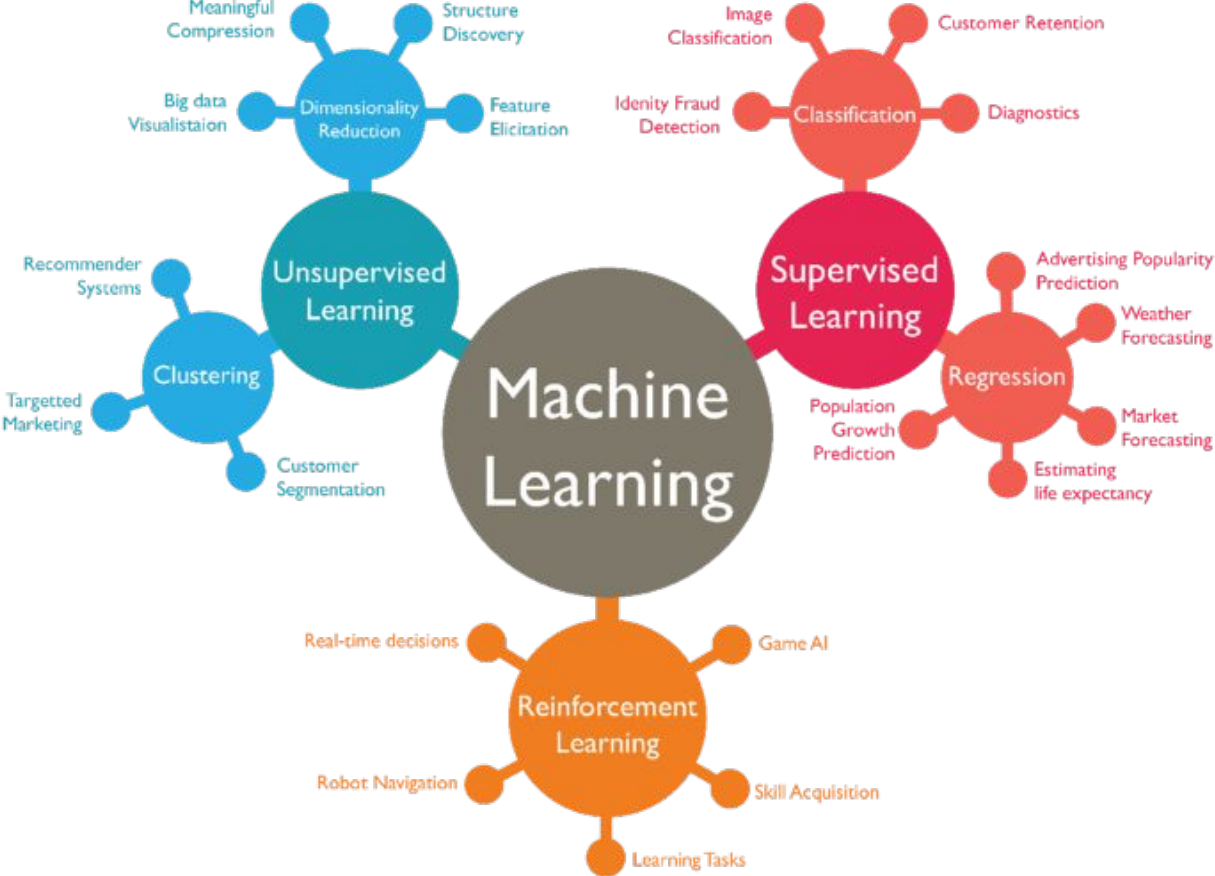 Meaningful
Compression
Structure
Discovery
Big data
Visualistaion
Dimensionality
Reduction
Feature
Elicitation
Image
Classification
Customer Retention
Idenity Fraud
Detection
Classification
Diagnostics
Recommender
Systems
Unsupervised
Learning
Clustering
Targetted
Marketing
Customer
Segmentation
Machine
Learning
Supervised
Learning
Advertising Popularity
Prediction
Weather
Forecasting
Regression
Population
Growth
Prediction
Market
Forecasting
Estimating
life expectancy
Real-time decisions
Game AI
Reinforcement
Learning
Robot Navigation
Skill Acquisition
Learning Tasks